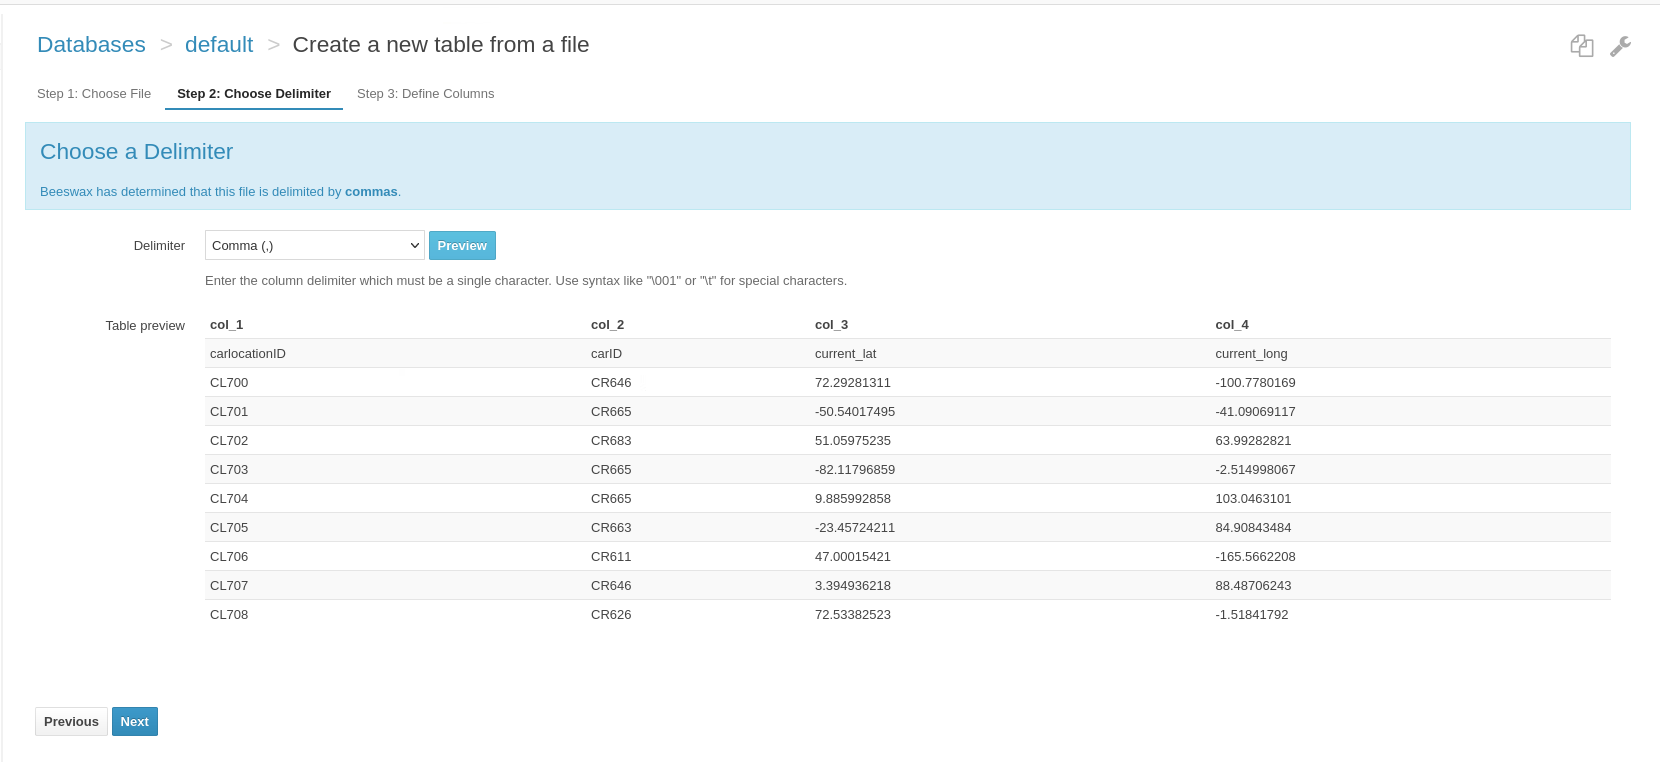 Databases > default > Create a new table from a file
Step 1: Choose File Step 2: Choose Delimiter Step 3: Define Columns
Choose a Delimiter
Beeswax has determined that this file is delimited by commas.
Delimiter Comma (,) Preview
Enter the column delimiter which must be a single character. Use syntax like "\001" or "\t" for special characters.
Table preview col_1 col_2 col_3 col_4
carlocationID carID current_lat current_long
CL700 CR646 72.29281311 -100.7780169
CL701 CR665 -50.54017495 -41.09069117
CL702 CR683 51.05975235 63.99282821
CL703 CR665 -82.11796859 -2.514998067
CL704 CR665 9.885992858 103.0463101
CL705 CR663 -23.45724211 84.90843484
CL706 CR611 47.00015421 -165.5662208
CL707 CR646 3.394936218 88.48706243
CL708 CR626 72.53382523 -1.51841792
Previous Next